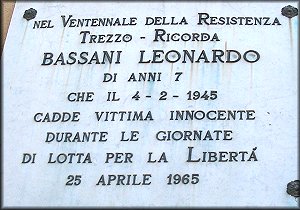 nel Ventennale della Resistenza
Trezzo - Ricorda
BASSANI LEONARDO
DI ANNI 7
CHE IL 4-2-1945
CADDE VITTIMA INNOCENTE
DURANTE LE GIORNATE
DI LOTTA PER LA LIBERTÁ
25 APRILE 1965